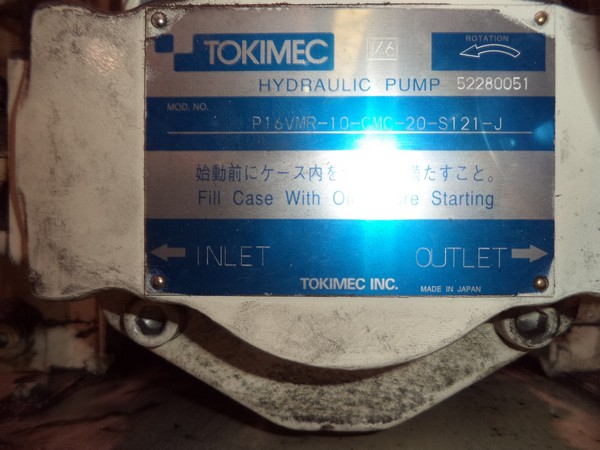 TOKIMEC
ROTATION
HYDRAULIC PUMP 52280051
MOD. NO.
P16VMR-10-CMC-20-S121-J
始動前にケース内を たすこと。
Fill Case With Starting
INLET
OUTLET
TOKIMEC INC.
MADE IN JAPAN